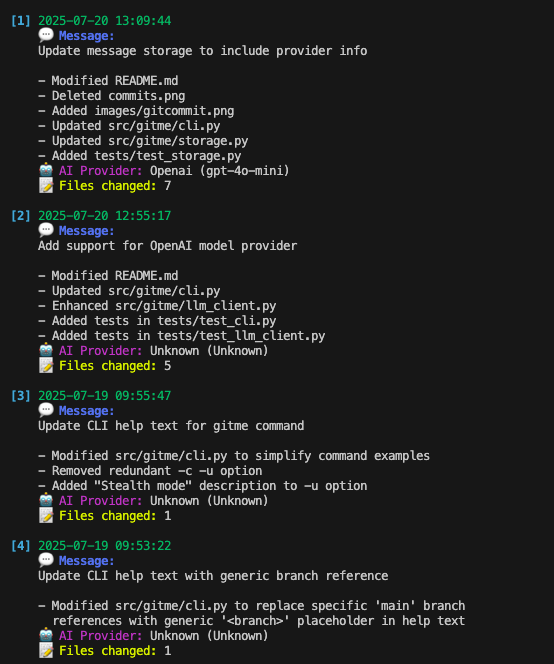 [1] 2025-07-20 13:09:44
💬 Message:
Update message storage to include provider info
- Modified README.md
- Deleted commits.png
- Added images/gitcommit.png
- Updated src/gitme/cli.py
- Updated src/gitme/storage.py
- Added tests/test_storage.py
🤖 AI Provider: Openai (gpt-4o-mini)
📝 Files changed: 7
[2] 2025-07-20 12:55:17
💬 Message:
Add support for OpenAI model provider
- Modified README.md
- Updated src/gitme/cli.py
- Enhanced src/gitme/llm_client.py
- Added tests in tests/test_cli.py
- Added tests in tests/test_llm_client.py
🤖 AI Provider: Unknown (Unknown)
📝 Files changed: 5
[3] 2025-07-19 09:55:47
💬 Message:
Update CLI help text for gitme command
- Modified src/gitme/cli.py to simplify command examples
- Removed redundant -c -u option
- Added "Stealth mode" description to -u option
🤖 AI Provider: Unknown (Unknown)
📝 Files changed: 1
[4] 2025-07-19 09:53:22
💬 Message:
Update CLI help text with generic branch reference
- Modified src/gitme/cli.py to replace specific 'main' branch
references with generic '<branch>' placeholder in help text
🤖 AI Provider: Unknown (Unknown)
📝 Files changed: 1